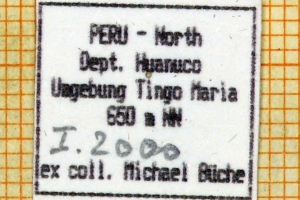 PERU - North
Dept. Huanuco
Umgebung Tingo Maria
650 m NN
I. 2000
ex coll. Michael Büche